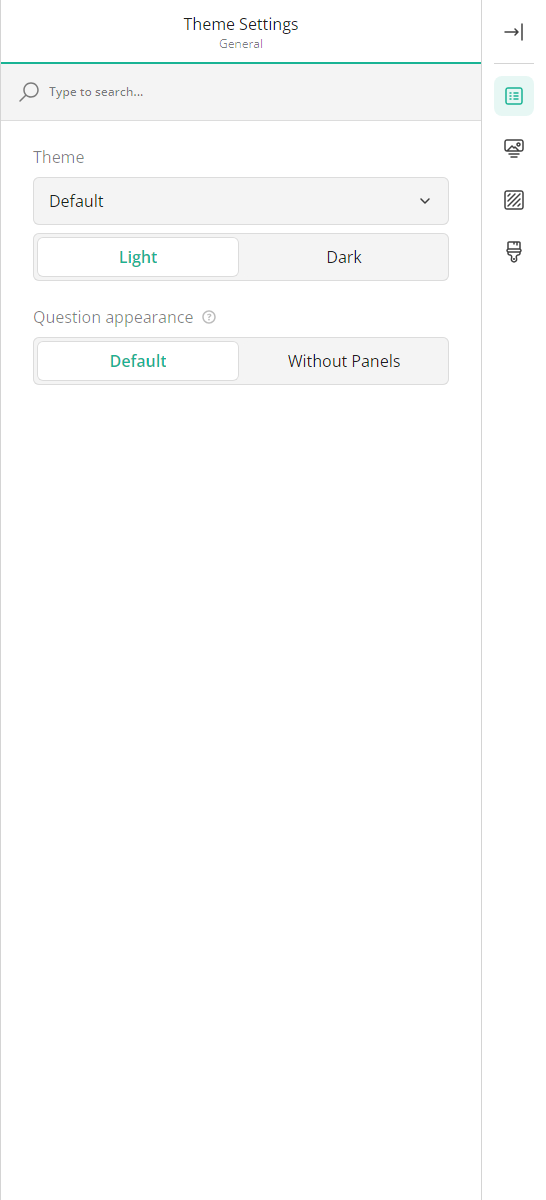 Theme Settings
General
Type to search...
Theme
Default
Light
Dark
Question appearance
?
Default
Without Panels